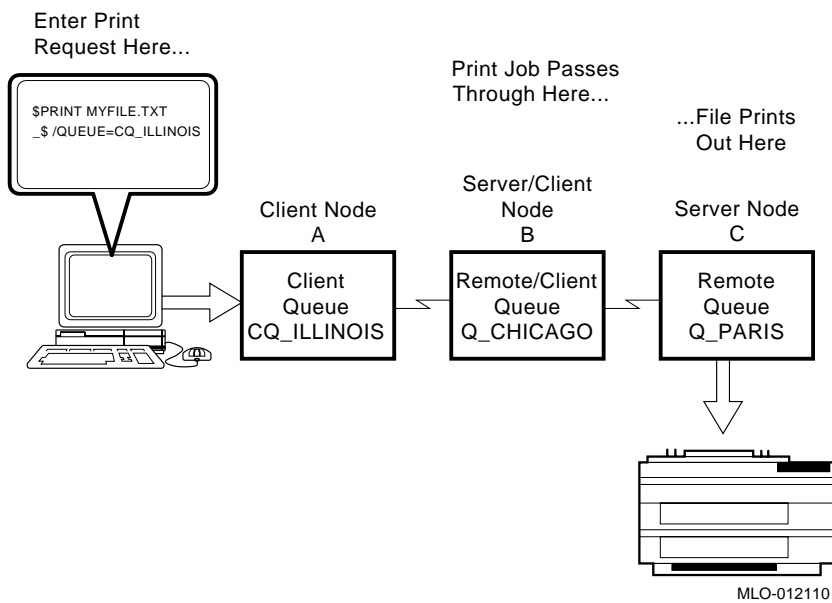 Enter Print
Request Here...
$PRINT MYFILE.TXT
_$ /QUEUE=CQ_ILLINOIS
Print Job Passes
Through Here...
...File Prints
Out Here
Client Node
A
Server/Client
Node
B
Server Node
C
Client
Queue
CQ_ILLINOIS
Remote/Client
Queue
Q_CHICAGO
Remote
Queue
Q_PARIS
MLO-012110